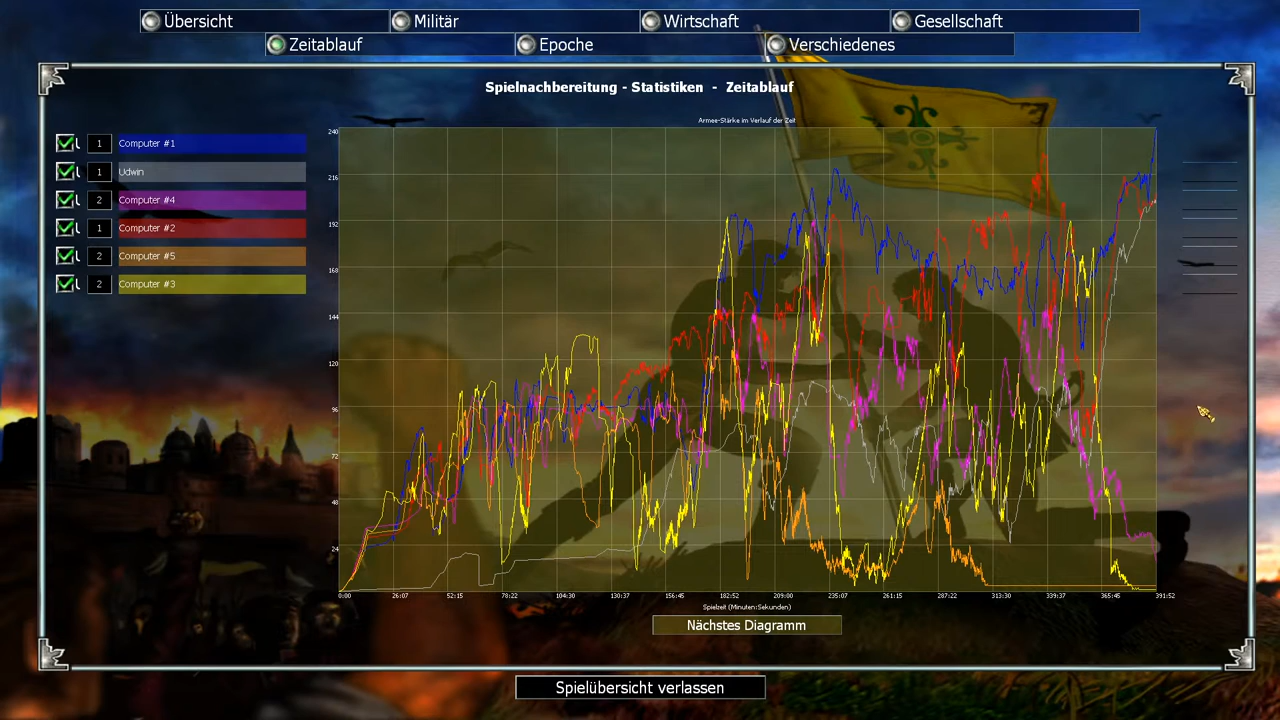 Übersicht
Militär
Wirtschaft
Gesellschaft
Zeitablauf
Epoche
Verschiedenes
Spielnachbereitung - Statistiken - Zeitablauf
Armee-Stärke im Verlauf der Zeit
1 Computer #1
1 Udwin
2 Computer #4
1 Computer #2
2 Computer #5
2 Computer #3
240
216
192
168
144
120
96
72
48
24
0:00 26:07 52:15 78:22 104:30 130:37 156:45 182:52 209:00 235:07 261:15 287:22 313:30 339:37 365:45 391:52
Spielzeit (Minuten:Sekunden)
Nächstes Diagramm
Spielübersicht verlassen